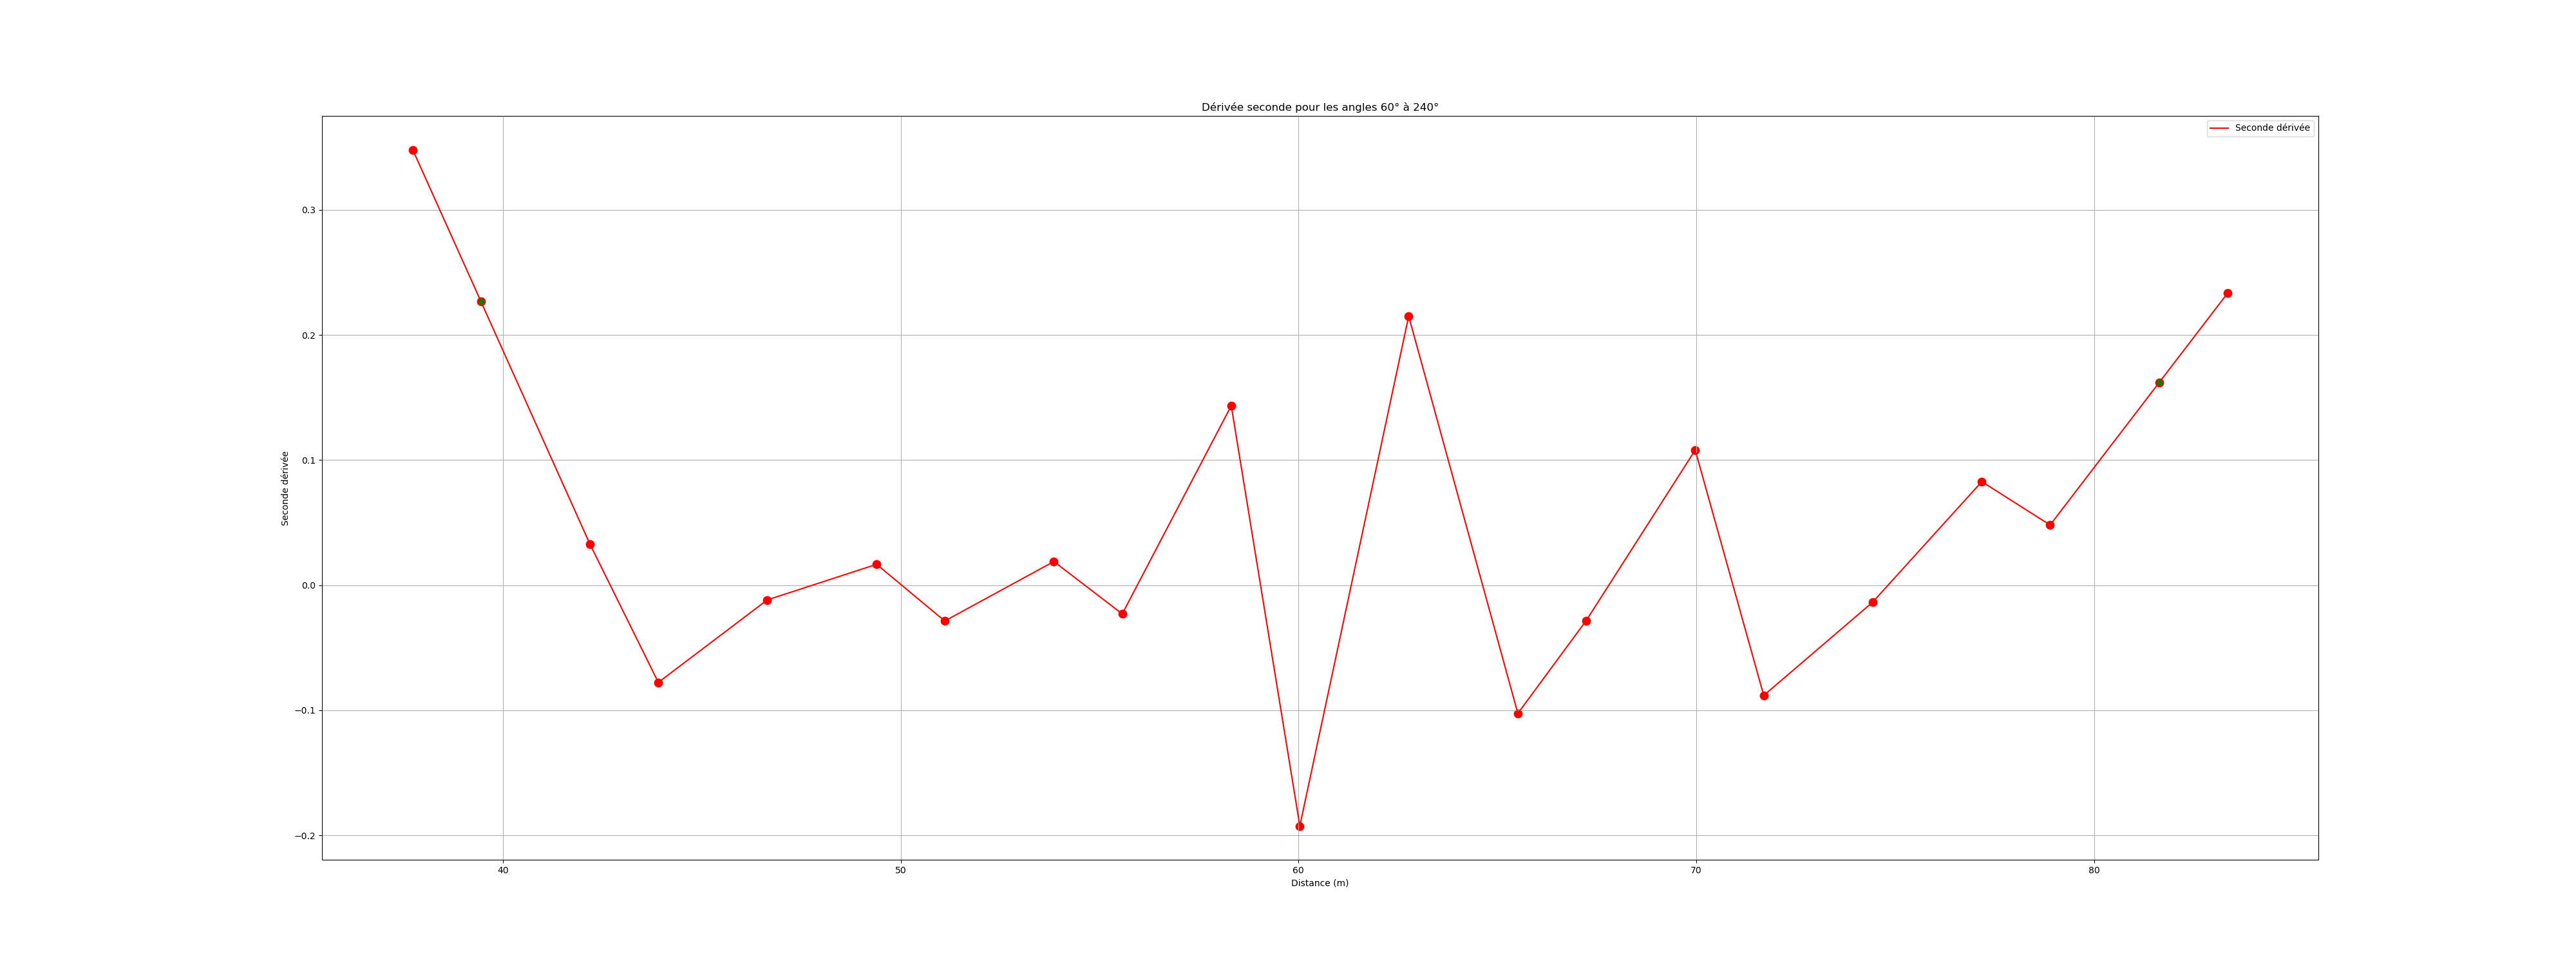 Dérivée seconde pour les angles 60° à 240°
Seconde dérivée
0.3
0.2
0.1
0.0
−0.1
−0.2
Seconde dérivée
40 50 60 70 80
Distance (m)